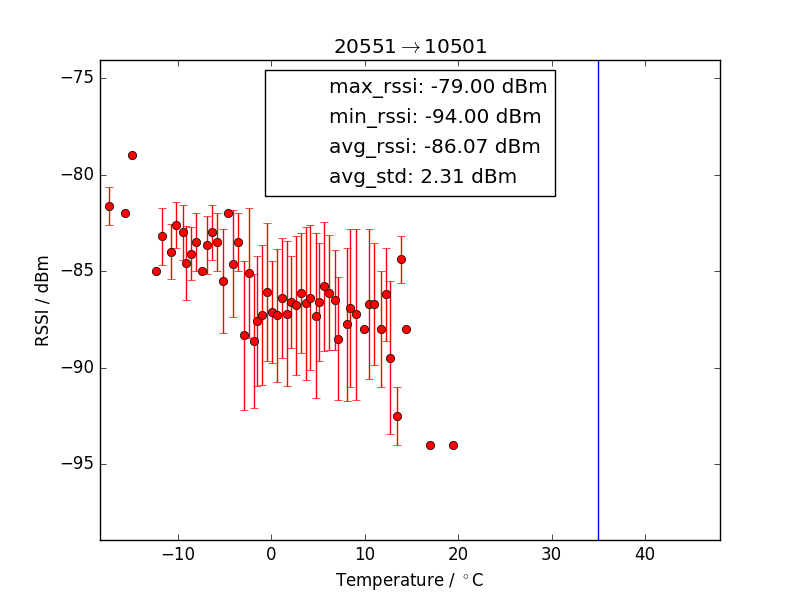 20551→10501
max_rssi: -79.00 dBm
min_rssi: -94.00 dBm
avg_rssi: -86.07 dBm
avg_std: 2.31 dBm
−75
−80
−85
−90
−95
RSSI / dBm
−10 0 10 20 30 40
Temperature / °C